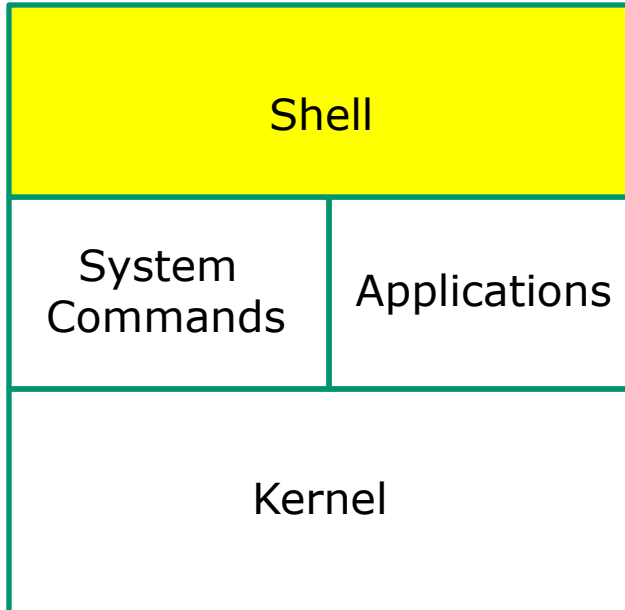 Shell
System
Commands
Applications
Kernel